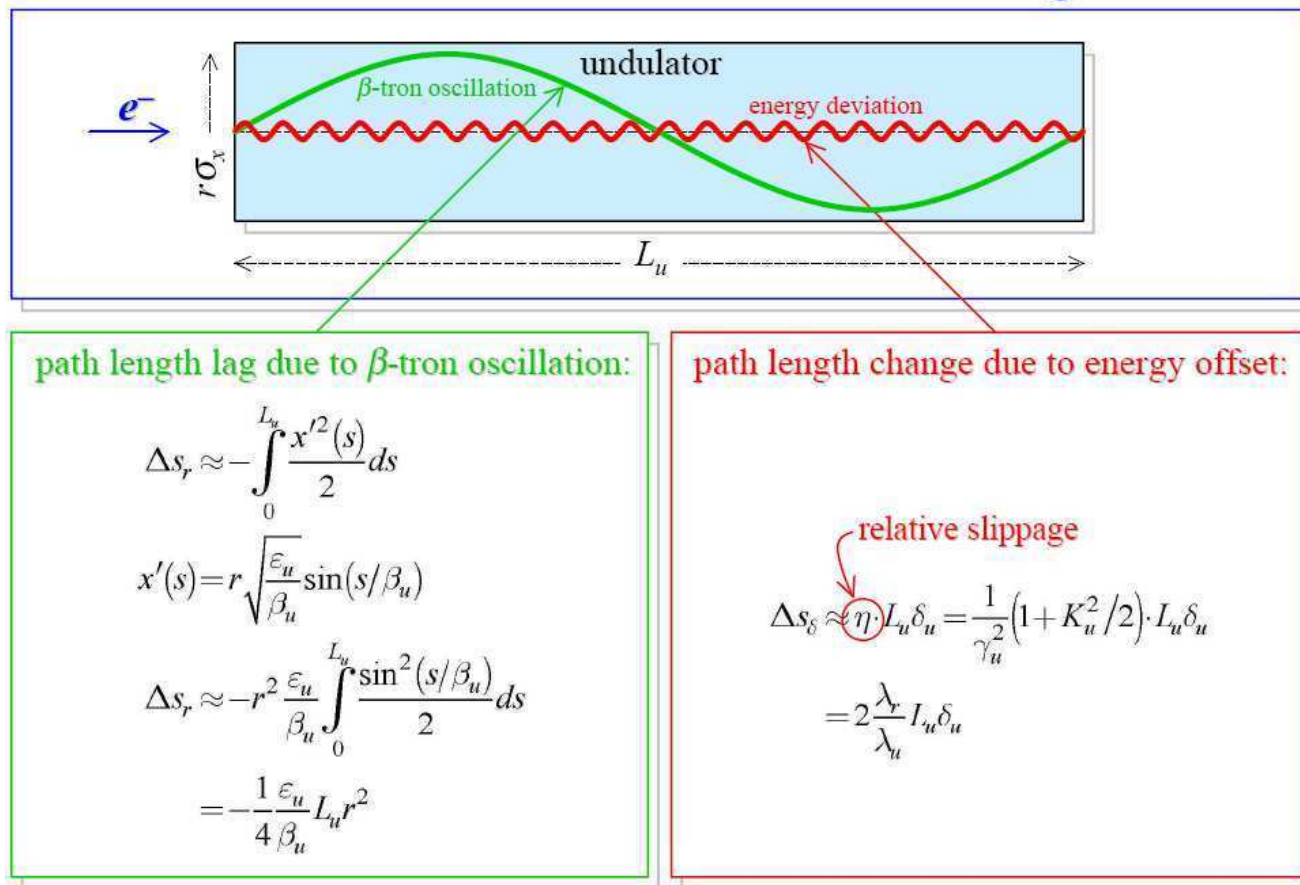 undulator
β-tron oscillation
energy deviation
e⁻
rσₓ
Lᵤ
path length lag due to β-tron oscillation:
Δsᵣ ≈ −∫₀^{Lᵤ} x′²(s)/2 ds
x′(s) = r√(εᵤ/βᵤ) sin(s/βᵤ)
Δsᵣ ≈ −r² εᵤ/βᵤ ∫₀^{Lᵤ} sin²(s/βᵤ)/2 ds
= −1/4 εᵤ/βᵤ Lᵤr²
path length change due to energy offset:
relative slippage
Δs_δ ≈ η·Lᵤδᵤ = 1/γᵤ² (1 + Kᵤ²/2)·Lᵤδᵤ
= 2 λᵣ/λᵤ Lᵤδᵤ